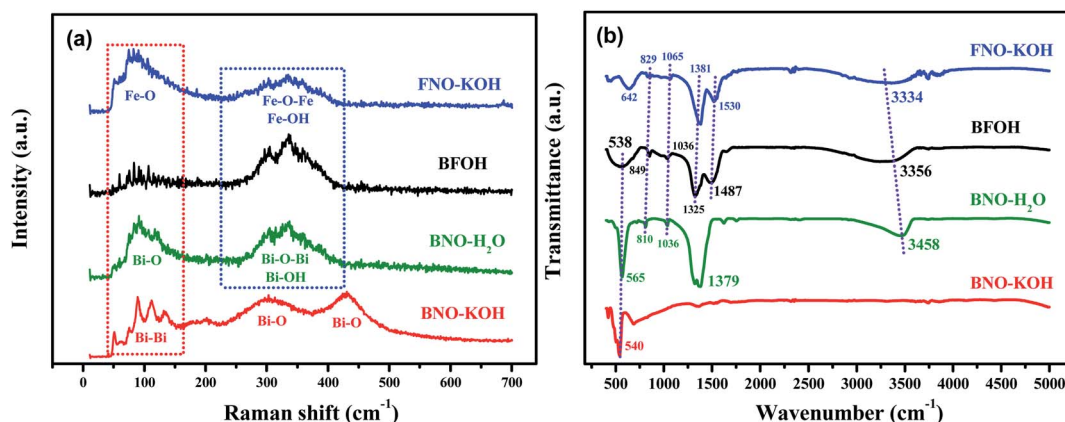 (a)
FNO-KOH
Fe-O
Fe-O-Fe
Fe-OH
BFOH
BNO-H₂O
Bi-O
Bi-O-Bi
Bi-OH
BNO-KOH
Bi-Bi
Bi-O
Bi-O
Intensity (a.u.)
0 100 200 300 400 500 600 700
Raman shift (cm⁻¹)
(b)
FNO-KOH
829 1065 1381
642 1530 3334
BFOH
538 1036
849 3356
1325 1487
BNO-H₂O
810 1036 3458
565 1379
BNO-KOH
540
Transmittance (a.u.)
500 1000 1500 2000 2500 3000 3500 4000 4500 5000
Wavenumber (cm⁻¹)